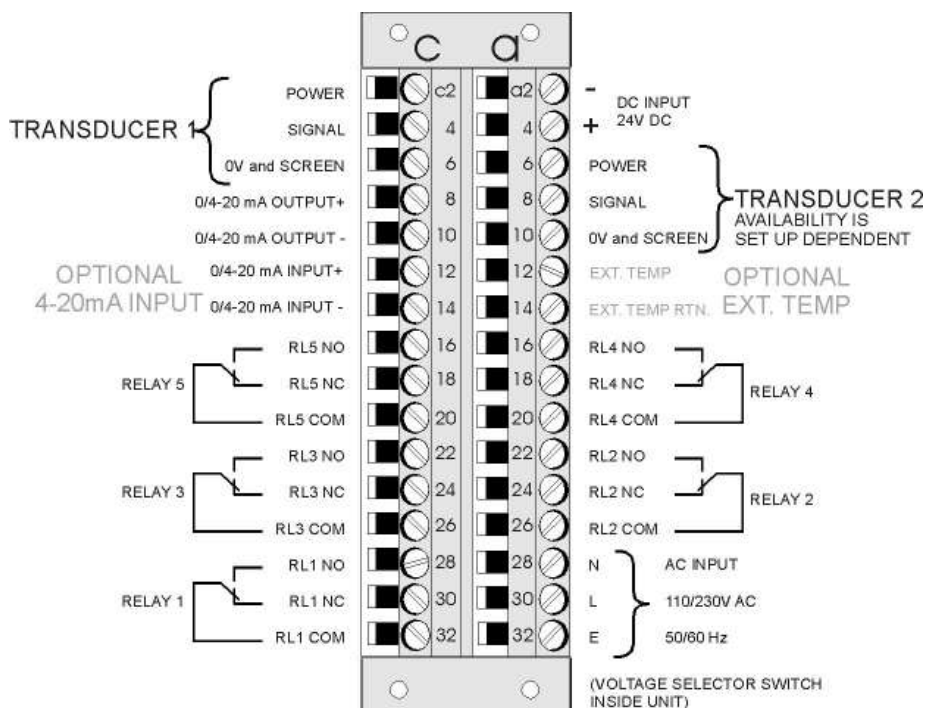 c a
POWER c2 a2 - DC INPUT
24V DC
TRANSDUCER 1 SIGNAL 4 4 +
0V and SCREEN 6 6 POWER
0/4-20 mA OUTPUT+ 8 8 SIGNAL TRANSDUCER 2
AVAILABILITY IS
0/4-20 mA OUTPUT - 10 10 0V and SCREEN SET UP DEPENDENT
OPTIONAL 0/4-20 mA INPUT+ 12 12 EXT. TEMP OPTIONAL
4-20mA INPUT 0/4-20 mA INPUT - 14 14 EXT. TEMP RTN. EXT. TEMP
RL5 NO 16 16 RL4 NO
RELAY 5 RL5 NC 18 18 RL4 NC RELAY 4
RL5 COM 20 20 RL4 COM
RL3 NO 22 22 RL2 NO
RELAY 3 RL3 NC 24 24 RL2 NC RELAY 2
RL3 COM 26 26 RL2 COM
RL1 NO 28 28 N AC INPUT
RELAY 1 RL1 NC 30 30 L 110/230V AC
RL1 COM 32 32 E 50/60 Hz
(VOLTAGE SELECTOR SWITCH
INSIDE UNIT)